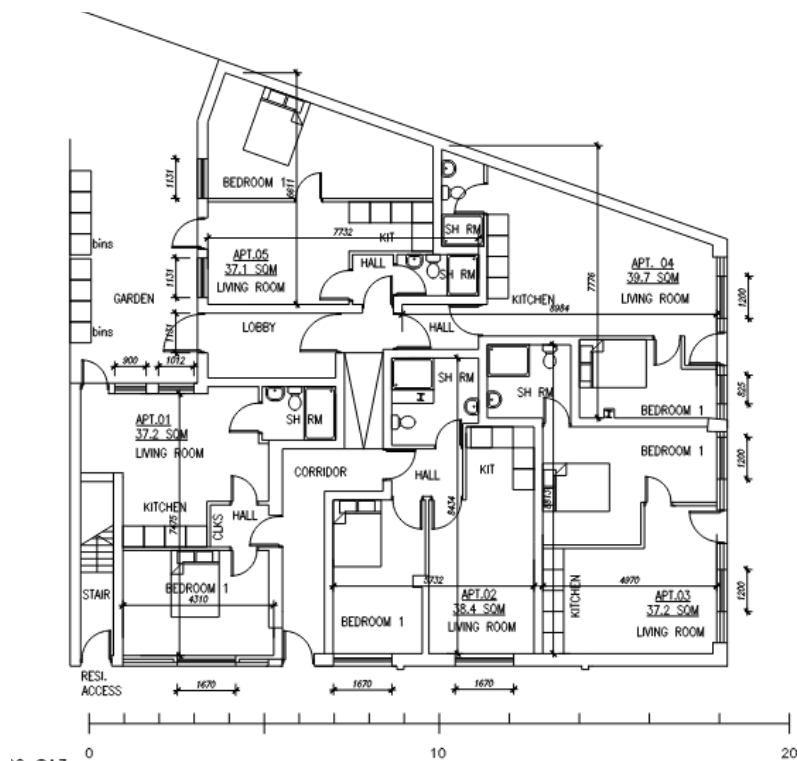 BEDROOM 1
6611
1131
SH RM
7732
KIT
APT.05
37.1 SQM
LIVING ROOM
HALL
SH RM
bins
GARDEN
1131
bins
1131
LOBBY
900
1012
APT. 04
39.7 SQM
LIVING ROOM
KITCHEN
7776
8984
1200
HALL
SH RM
SH RM
825
BEDROOM 1
APT.01
37.2 SQM
LIVING ROOM
SH RM
BEDROOM 1
1200
CORRIDOR
HALL
KIT
8434
KITCHEN
7475
CLKS
HALL
STAIR
BEDROOM 1
4310
4970
KITCHEN
1200
APT.02
38.4 SQM
LIVING ROOM
APT.03
37.2 SQM
LIVING ROOM
BEDROOM 1
RESI.
ACCESS
1670
1670
1670
0
10
20